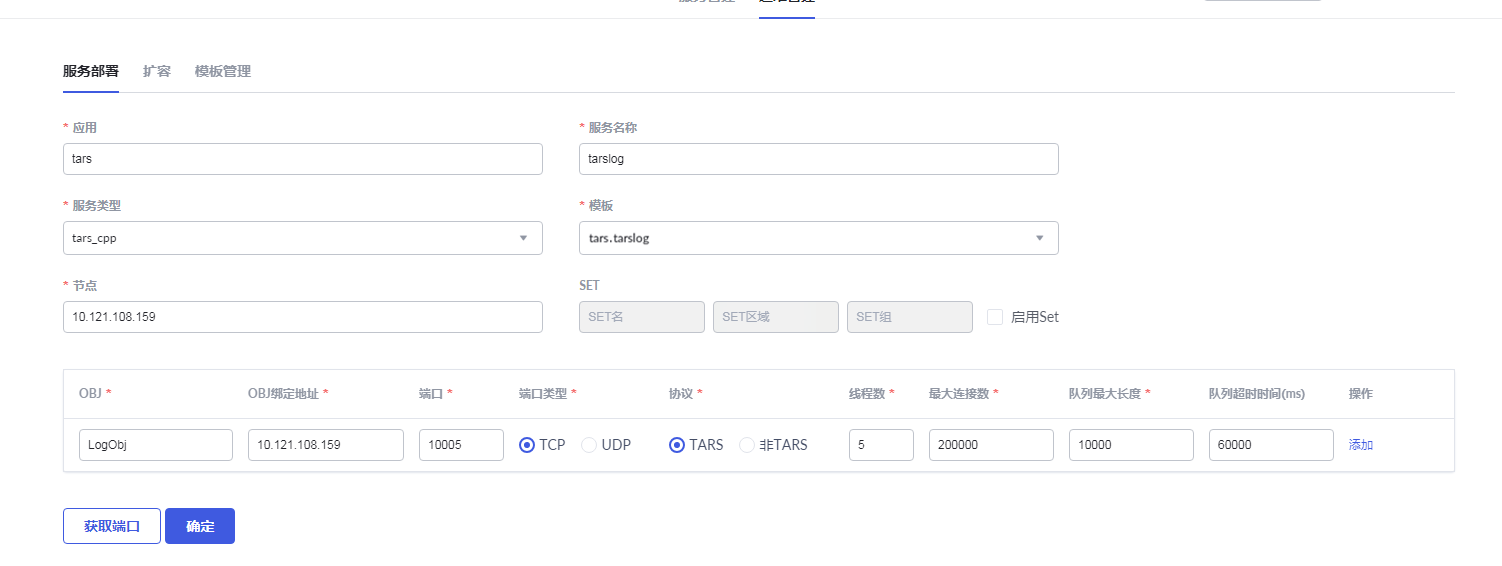 服务部署 扩容 模板管理
* 应用 * 服务名称
tars tarslog
* 服务类型 * 模板
tars_cpp tars.tarslog
* 节点 SET
10.121.108.159 SET名 SET区域 SET组 启用Set
OBJ * OBJ绑定地址 * 端口 * 端口类型 * 协议 * 线程数 * 最大连接数 * 队列最大长度 * 队列超时时间(ms) 操作
LogObj 10.121.108.159 10005 TCP UDP TARS 非TARS 5 200000 10000 60000 添加
获取端口 确定